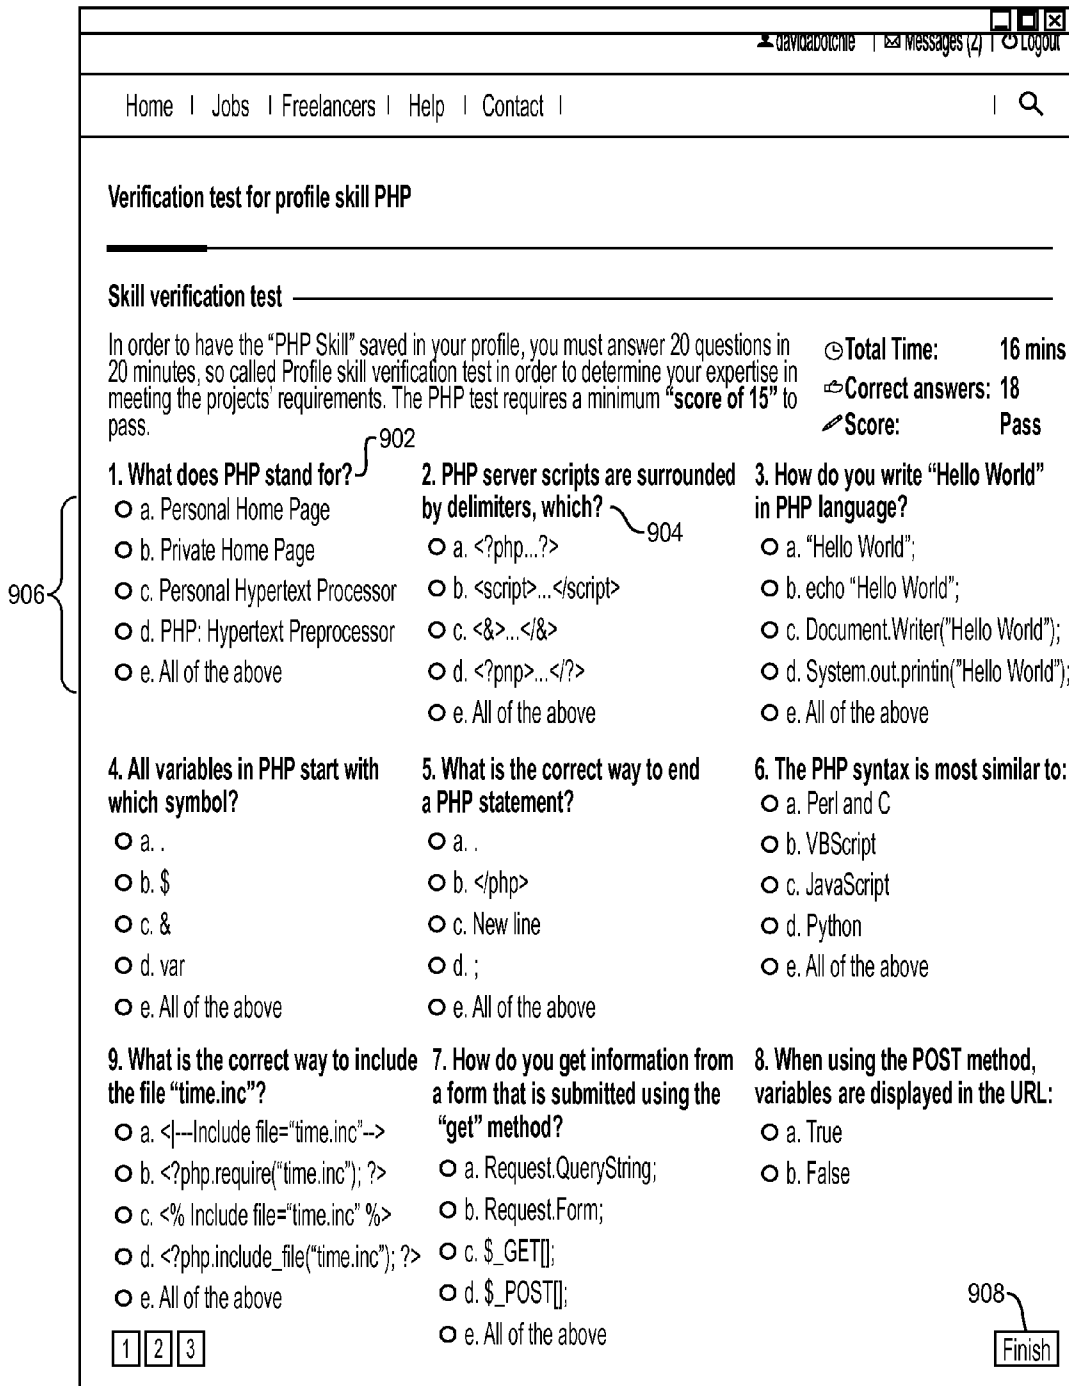 davidabotchie | Messages (2) | Logout
Home | Jobs | Freelancers | Help | Contact |
Verification test for profile skill PHP
Skill verification test
In order to have the “PHP Skill” saved in your profile, you must answer 20 questions in
20 minutes, so called Profile skill verification test in order to determine your expertise in
meeting the projects’ requirements. The PHP test requires a minimum “score of 15” to
pass.
Total Time: 16 mins
Correct answers: 18
Score: Pass
902
1. What does PHP stand for?
a. Personal Home Page
b. Private Home Page
c. Personal Hypertext Processor
d. PHP: Hypertext Preprocessor
e. All of the above
906
2. PHP server scripts are surrounded
by delimiters, which?
904
a. <?php...?>
b. <script>...</script>
c. <&>...</&>
d. <?pnp>...</?>
e. All of the above
3. How do you write “Hello World”
in PHP language?
a. “Hello World”;
b. echo “Hello World”;
c. Document.Writer("Hello World”);
d. System.out.printin("Hello World”);
e. All of the above
4. All variables in PHP start with
which symbol?
a. .
b. $
c. &
d. var
e. All of the above
5. What is the correct way to end
a PHP statement?
a. .
b. </php>
c. New line
d. ;
e. All of the above
6. The PHP syntax is most similar to:
a. Perl and C
b. VBScript
c. JavaScript
d. Python
e. All of the above
9. What is the correct way to include
the file “time.inc”?
a. <|---Include file=“time.inc”-->
b. <?php.require(“time.inc”); ?>
c. <% Include file=“time.inc” %>
d. <?php.include_file(“time.inc”); ?>
e. All of the above
7. How do you get information from
a form that is submitted using the
“get” method?
a. Request.QueryString;
b. Request.Form;
c. $_GET[];
d. $_POST[];
e. All of the above
8. When using the POST method,
variables are displayed in the URL:
a. True
b. False
908
1 2 3
Finish